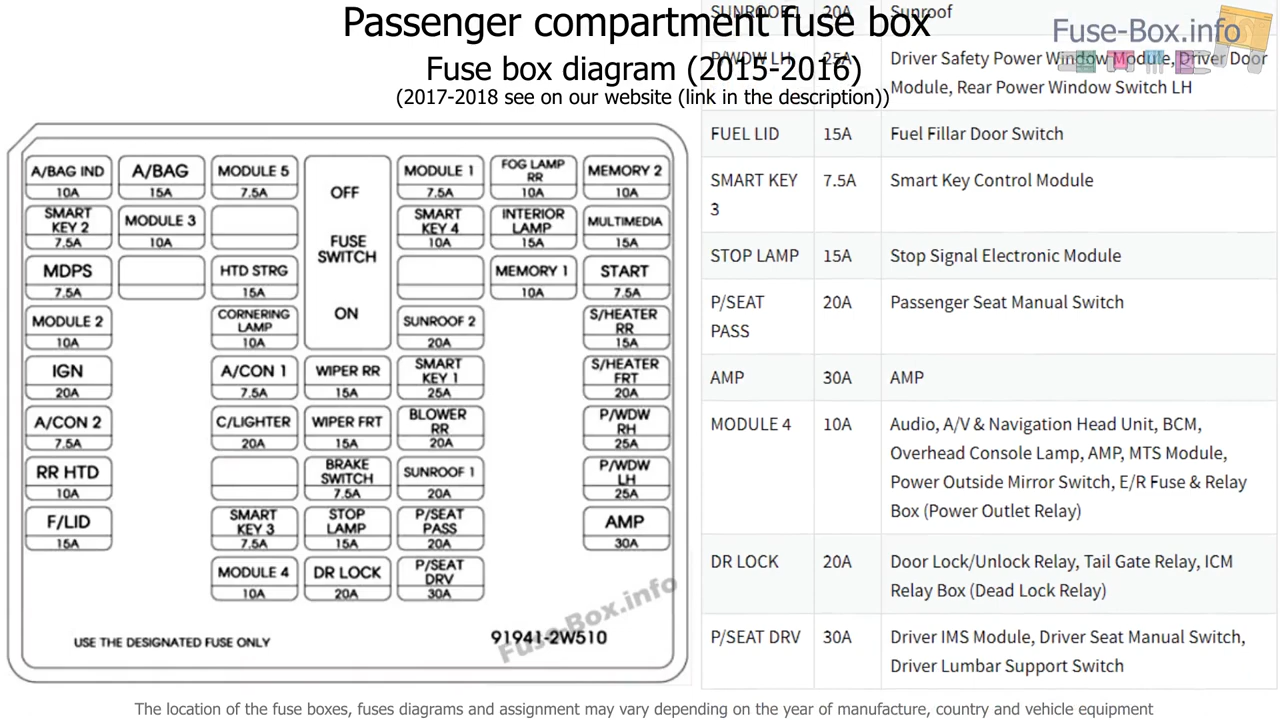 Passenger compartment fuse box
Fuse box diagram (2015-2016)
(2017-2018 see on our website (link in the description))
Fuse-Box.info
A/BAG IND
10A
A/BAG
15A
MODULE 5
7.5A
OFF
FUSE
SWITCH
ON
MODULE 1
7.5A
FOG LAMP
RR
10A
MEMORY 2
10A
SMART
KEY 2
7.5A
MODULE 3
10A
SMART
KEY 4
10A
INTERIOR
LAMP
15A
MULTIMEDIA
15A
MDPS
7.5A
HTD STRG
15A
MEMORY 1
10A
START
7.5A
MODULE 2
10A
CORNERING
LAMP
10A
SUNROOF 2
20A
S/HEATER
RR
15A
IGN
20A
A/CON 1
7.5A
WIPER RR
15A
SMART
KEY 1
25A
S/HEATER
FRT
20A
A/CON 2
7.5A
C/LIGHTER
20A
WIPER FRT
15A
BLOWER
RR
20A
P/WDW
RH
25A
RR HTD
10A
BRAKE
SWITCH
7.5A
SUNROOF 1
20A
P/WDW
LH
25A
F/LID
15A
SMART
KEY 3
7.5A
STOP
LAMP
15A
P/SEAT
PASS
20A
AMP
30A
MODULE 4
10A
DR LOCK
20A
P/SEAT
DRV
30A
USE THE DESIGNATED FUSE ONLY
91941-2W510
Fuse-Box.info
SUNROOF 1 20A Sunroof
P/WDW LH 25A Driver Safety Power Window Module, Driver Door
Module, Rear Power Window Switch LH
FUEL LID 15A Fuel Fillar Door Switch
SMART KEY 7.5A Smart Key Control Module
3
STOP LAMP 15A Stop Signal Electronic Module
P/SEAT 20A Passenger Seat Manual Switch
PASS
AMP 30A AMP
MODULE 4 10A Audio, A/V & Navigation Head Unit, BCM,
Overhead Console Lamp, AMP, MTS Module,
Power Outside Mirror Switch, E/R Fuse & Relay
Box (Power Outlet Relay)
DR LOCK 20A Door Lock/Unlock Relay, Tail Gate Relay, ICM
Relay Box (Dead Lock Relay)
P/SEAT DRV 30A Driver IMS Module, Driver Seat Manual Switch,
Driver Lumbar Support Switch
The location of the fuse boxes, fuses diagrams and assignment may vary depending on the year of manufacture, country and vehicle equipment